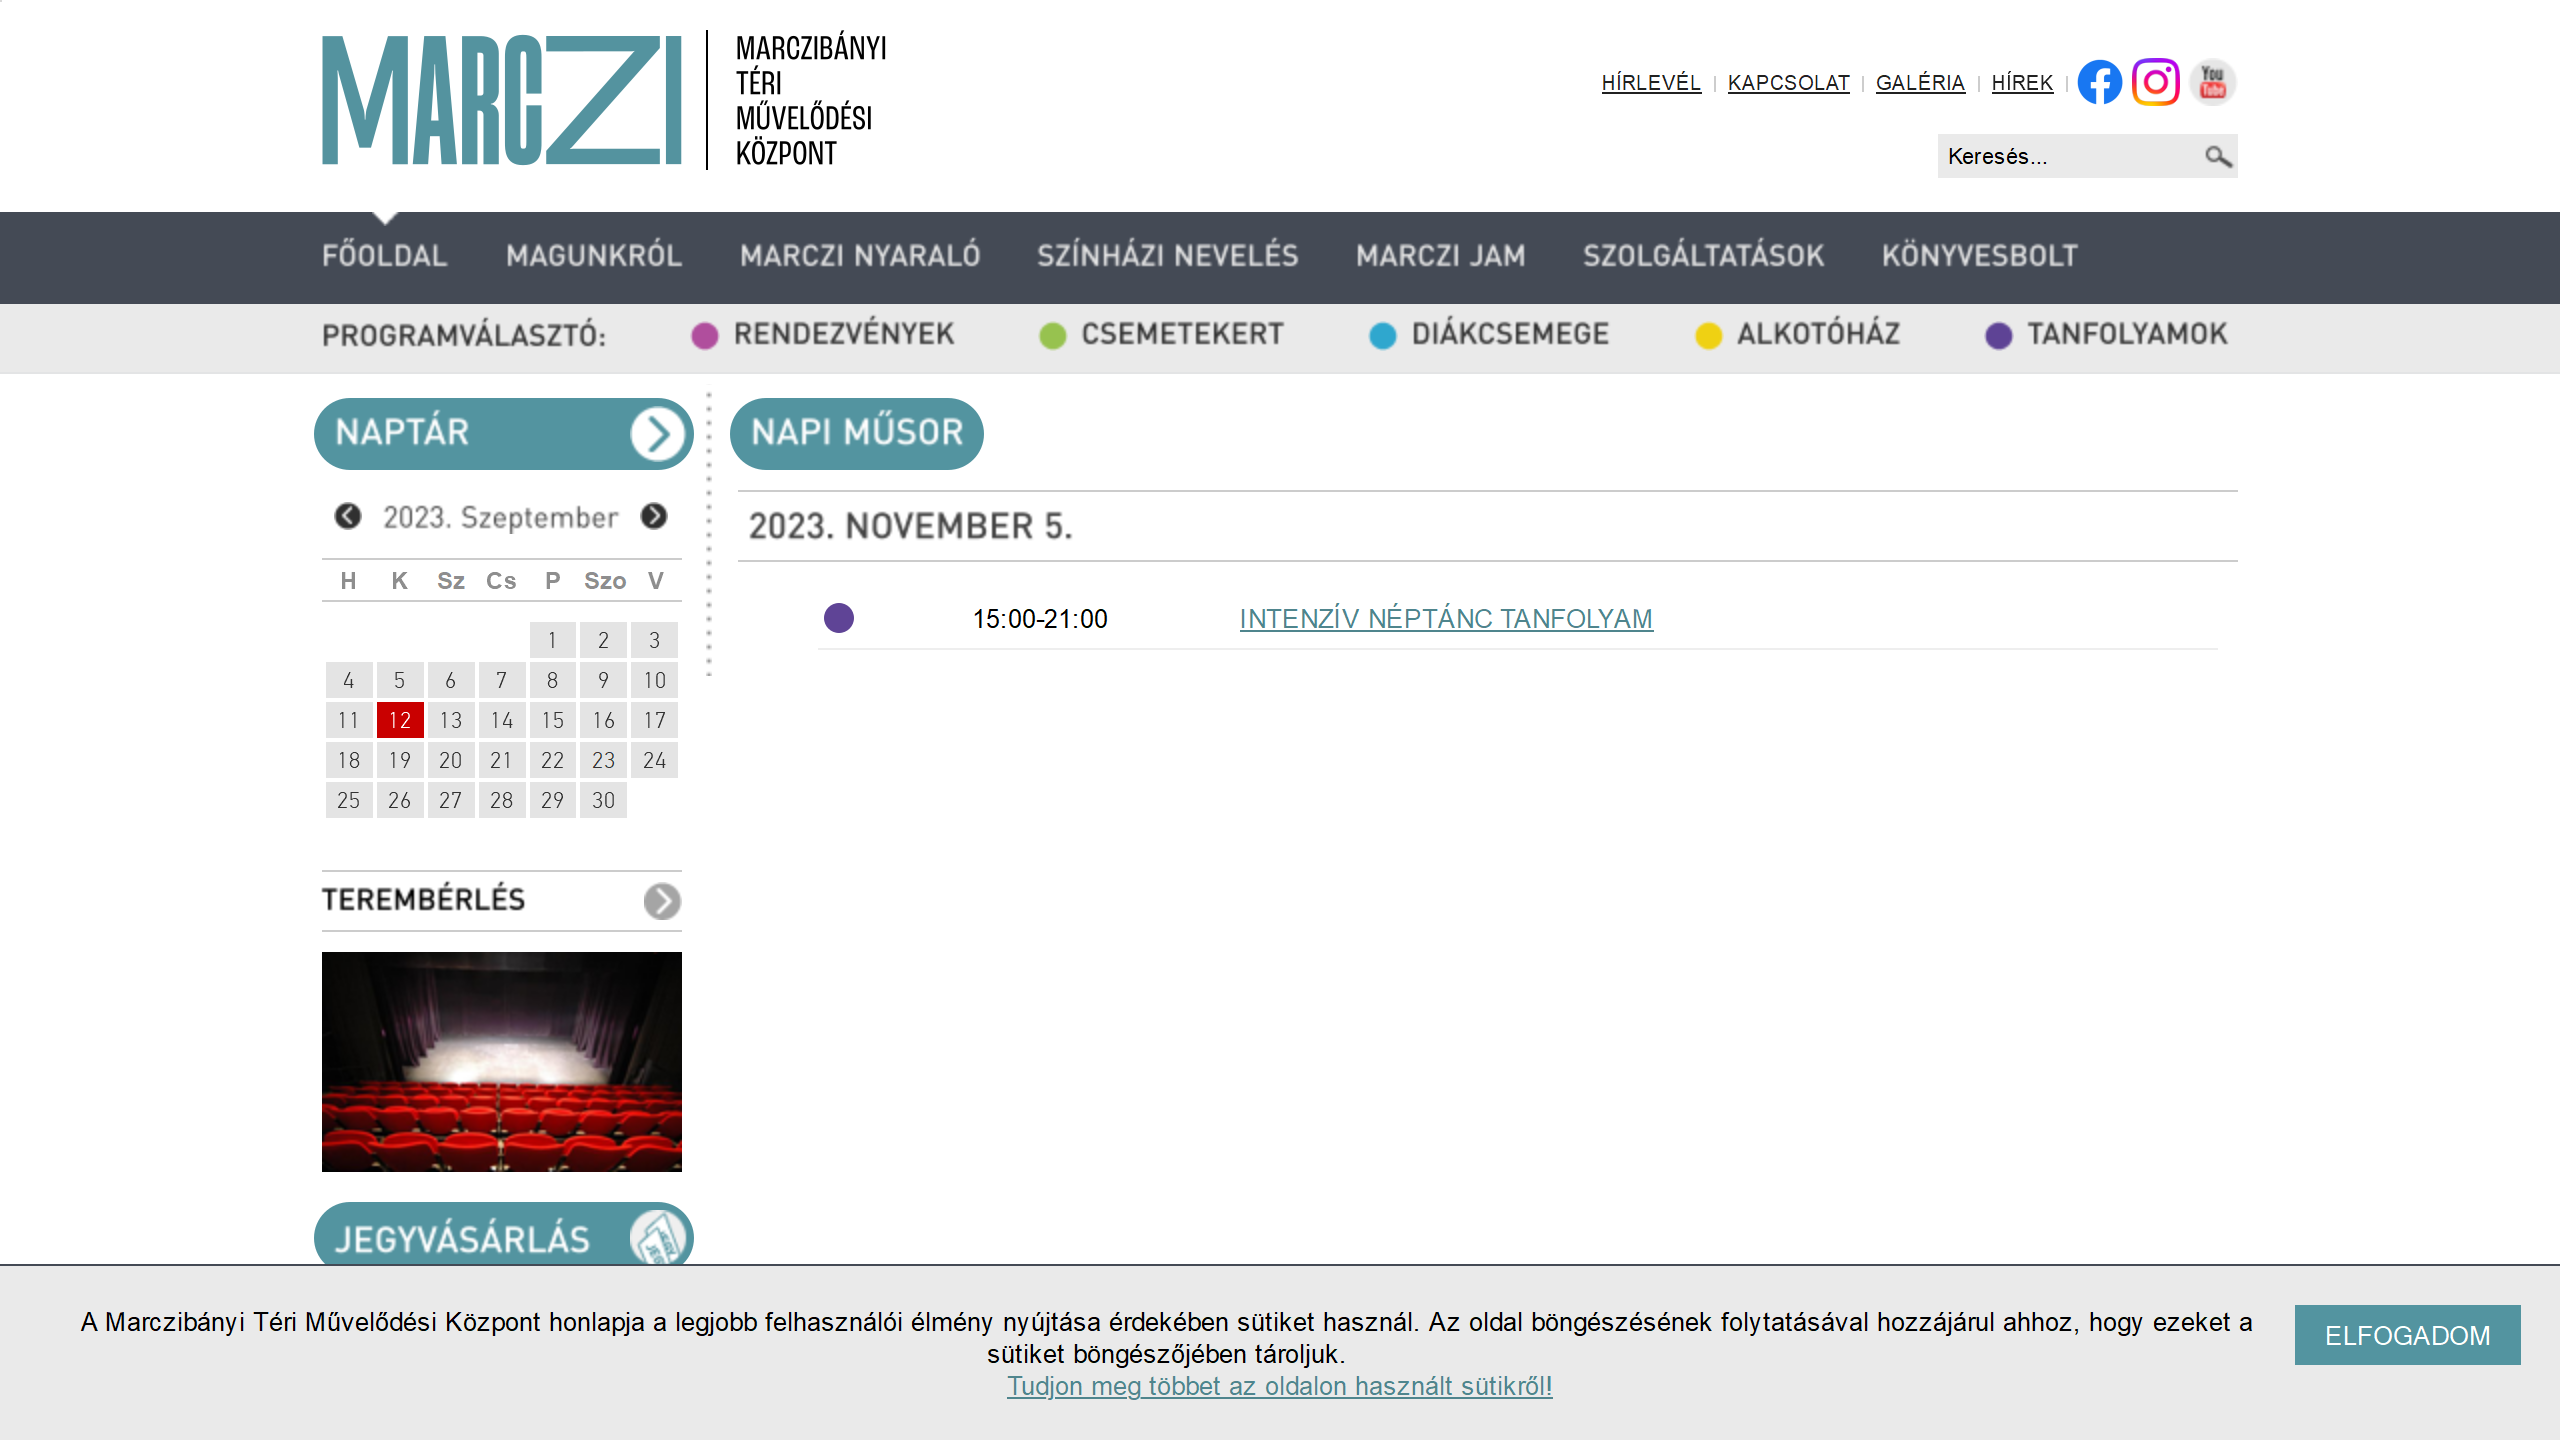 MARCZI
MARCZIBÁNYI
TÉRI
MŰVELŐDÉSI
KÖZPONT
HÍRLEVÉL | KAPCSOLAT | GALÉRIA | HÍREK |
You
Tube
Keresés...
FŐOLDAL MAGUNKRÓL MARCZI NYARALÓ SZÍNHÁZI NEVELÉS MARCZI JAM SZOLGÁLTATÁSOK KÖNYVESBOLT
PROGRAMVÁLASZTÓ: RENDEZVÉNYEK CSEMETEKERT DIÁKCSEMEGE ALKOTÓHÁZ TANFOLYAMOK
NAPTÁR
2023. Szeptember
H K Sz Cs P Szo V
1 2 3
4 5 6 7 8 9 10
11 12 13 14 15 16 17
18 19 20 21 22 23 24
25 26 27 28 29 30
TEREMBÉRLÉS
JEGYVÁSÁRLÁS
NAPI MŰSOR
2023. NOVEMBER 5.
15:00-21:00 INTENZÍV NÉPTÁNC TANFOLYAM
A Marczibányi Téri Művelődési Központ honlapja a legjobb felhasználói élmény nyújtása érdekében sütiket használ. Az oldal böngészésének folytatásával hozzájárul ahhoz, hogy ezeket a
sütiket böngészőjében tároljuk.
Tudjon meg többet az oldalon használt sütikről!
ELFOGADOM